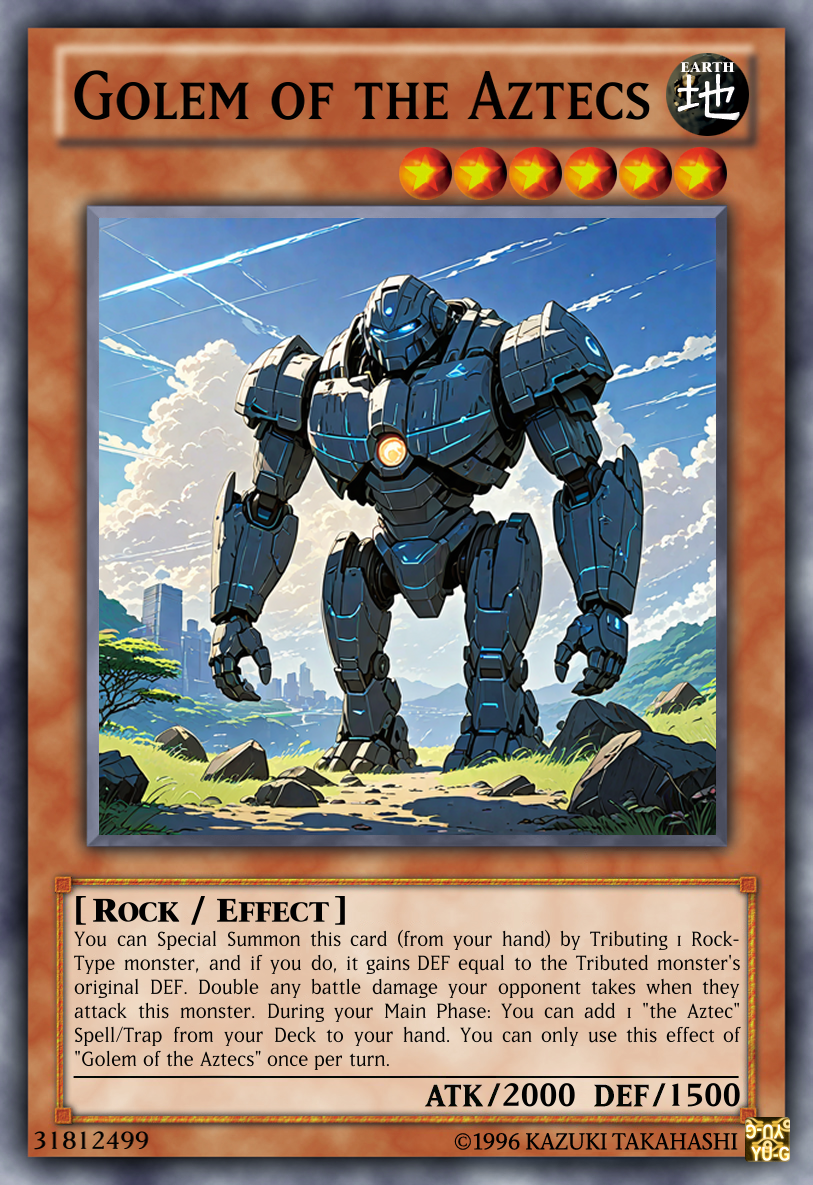 Golem of the Aztecs
EARTH
地
[ Rock / Effect ]
You can Special Summon this card (from your hand) by Tributing 1 Rock-
Type monster, and if you do, it gains DEF equal to the Tributed monster's
original DEF. Double any battle damage your opponent takes when they
attack this monster. During your Main Phase: You can add 1 "the Aztec"
Spell/Trap from your Deck to your hand. You can only use this effect of
"Golem of the Aztecs" once per turn.
ATK/2000 DEF/1500
31812499
©1996 KAZUKI TAKAHASHI